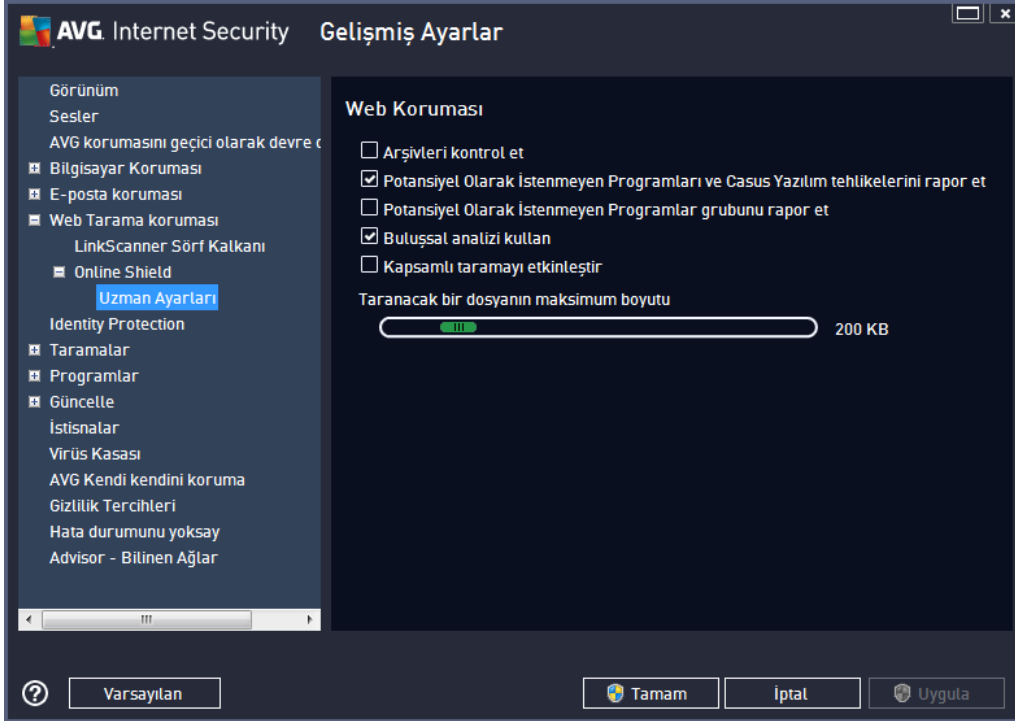 AVG. Internet Security Gelişmiş Ayarlar
Görünüm
Sesler
AVG korumasını geçici olarak devre
Bilgisayar Koruması
E-posta koruması
Web Tarama koruması
LinkScanner Sörf Kalkanı
Online Shield
Uzman Ayarları
Identity Protection
Taramalar
Programlar
Güncelle
İstisnalar
Virüs Kasası
AVG Kendi kendini koruma
Gizlilik Tercihleri
Hata durumunu yoksay
Advisor - Bilinen Ağlar
Web Koruması
Arşivleri kontrol et
Potansiyel Olarak İstenmeyen Programları ve Casus Yazılım tehlikelerini rapor et
Potansiyel Olarak İstenmeyen Programlar grubunu rapor et
Buluşsal analizi kullan
Kapsamlı taramayı etkinleştir
Taranacak bir dosyanın maksimum boyutu
200 KB
Varsayılan
Tamam
İptal
Uygula